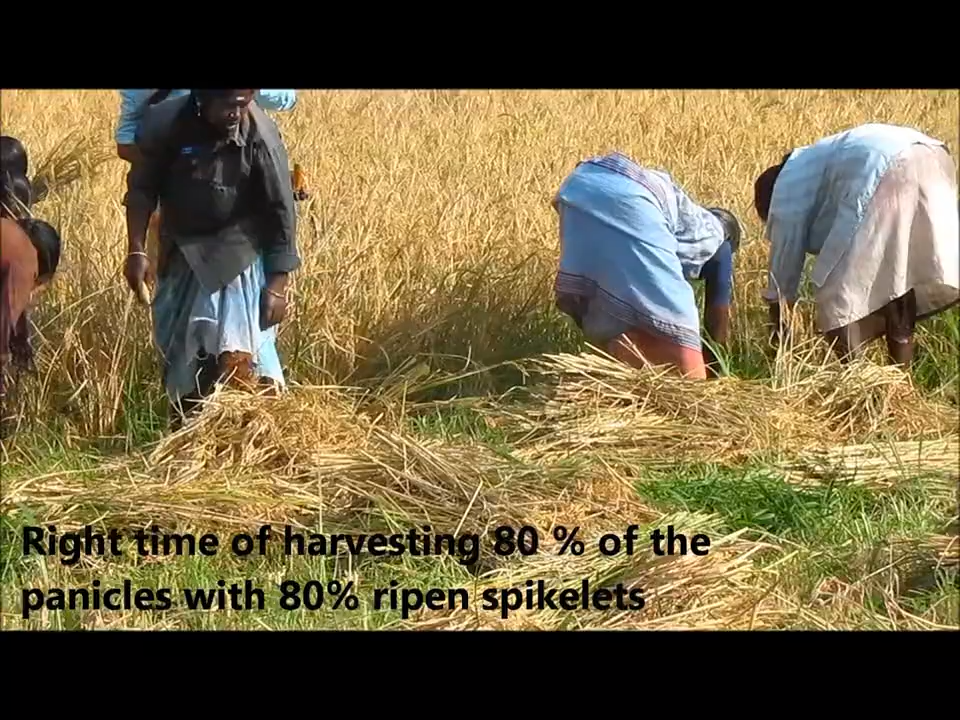 Right time of harvesting 80 % of the
panicles with 80% ripen spikelets